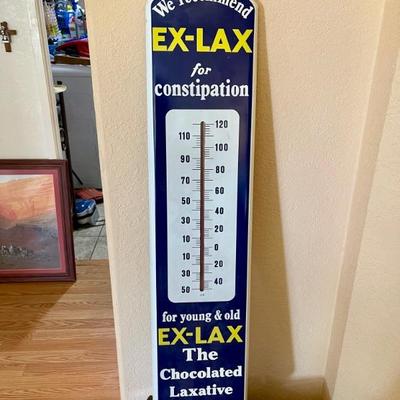 We recommend
EX-LAX
for
constipation
120
110
100
90
80
70
60
50
40
30
20
10
0
10
20
30
40
50
for young & old
EX-LAX
The
Chocolated
Laxative